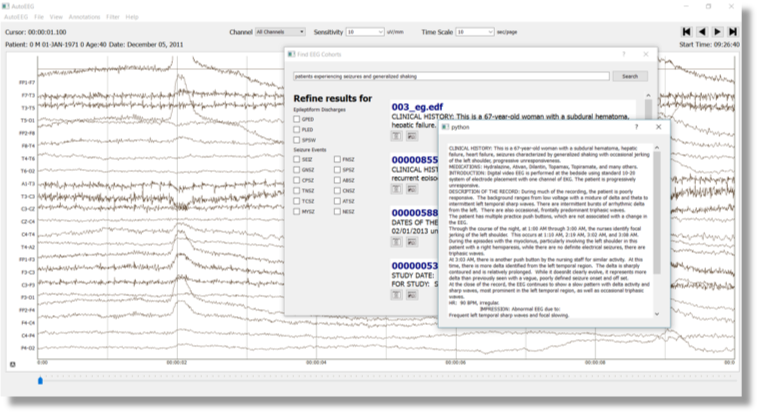 AutoEEG
AutoEEG File View Annotations Filter Help
Cursor: 00:00:01.100
Channel All Channels Sensitivity 10 uV/mm Time Scale 10 sec/page
Patient: 0 M 01-JAN-1971 0 Age:40 Date: December 05, 2011
Start Time: 09:26:40
Find EEG Cohorts
patients experiencing seizures and generalized shaking
Search
Refine results for
Epileptiform Discharges
GPED
PLED
SPSW
Seizure Events
SEIZ FNSZ
GNSZ SPSZ
CPSZ ABSZ
TNSZ CNSZ
TCSZ ATSZ
MYSZ NESZ
003_eg.edf
CLINICAL HISTORY: This is a 67-year-old woman with a subdural hematoma,
hepatic failure,
00000855
CLINICAL HIST
recurrent episo
00000588
DATES OF THE
02/01/2013 un
00000053
STUDY DATE:
FOR STUDY: S
python
CLINICAL HISTORY: This is a 67-year-old woman with a subdural hematoma, hepatic
failure, heart failure, seizures characterized by generalized shaking with occasional jerking
of the left shoulder, progressive unresponsiveness.
MEDICATIONS: Hydralazine, Ativan, Dilantin, Topamax, Topramate, and many others.
INTRODUCTION: Digital video EEG is performed at the bedside using standard 10-20
system of electrode placement with one channel of EKG. The patient is progressively
unresponsive.
DESCRIPTION OF THE RECORD: During much of the recording, the patient is poorly
responsive. The background ranges from low voltage with a mixture of delta and theta to
intermittent left temporal sharp waves. There are intermittent bursts of arrhythmic delta
from the left. There are also occasional, frontally predominant triphasic waves.
The patient has multiple practice push buttons, which are not associated with a change in
the EEG.
Through the course of the night, at 1:00 AM through 3:00 AM, the nurses identify focal
jerking of the left shoulder. This occurs at 1:10 AM, 2:19 AM, 3:02 AM, and 3:08 AM.
During the episodes with the myoclonus, particularly involving the left shoulder in this
patient with a right hemiparesis, while there are no definite electrical seizures, there are
triphasic waves.
At 5:03 AM, there is another push button by the nursing staff for similar activity. At this
time, there is more delta identified from the left temporal region. The delta is sharply
contoured and is relatively prolonged. While it doesnât clearly evolve, it represents more
delta than previously seen with a vague, poorly defined seizure onset and off set.
At the close of the record, the EEG continues to show a slow pattern with delta activity and
sharp waves, most prominent in the left temporal region, as well as occasional triphasic
waves.
HR: 90 BPM, irregular.
IMPRESSION: Abnormal EEG due to:
Frequent left temporal sharp waves and focal slowing.
FP1-F7
F7-T3
T3-T5
T5-O1
FP2-F8
F8-T4
T4-T6
T6-O2
A1-T3
T3-C3
C3-CZ
CZ-C4
C4-T4
T4-A2
FP1-F3
F3-C3
C3-P3
P3-O1
FP2-F4
F4-C4
C4-P4
P4-O2
0:00 00:00:02 00:00:04 00:00:06 00:00:08 00:0